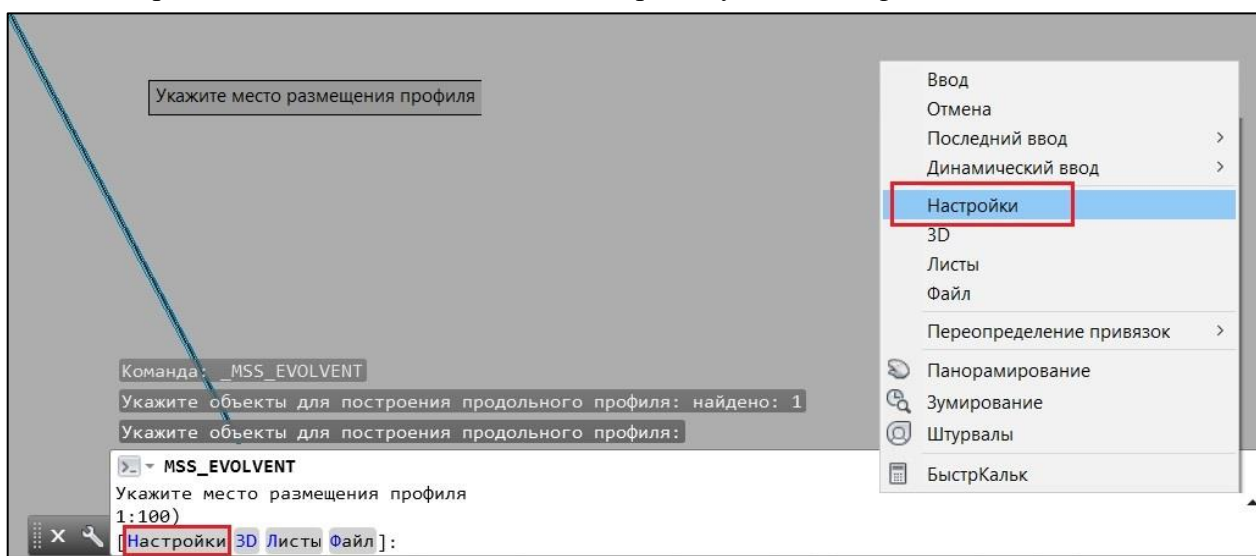 Укажите место размещения профиля
Ввод
Отмена
Последний ввод
Динамический ввод
Настройки
3D
Листы
Файл
Переопределение привязок
Панорамирование
Зумирование
Штурвалы
БыстрКальк
Команда: _MSS_EVOLVENT
Укажите объекты для построения продольного профиля: найдено: 1
Укажите объекты для построения продольного профиля:
MSS_EVOLVENT
Укажите место размещения профиля
1:100)
[Настройки 3D Листы Файл]: